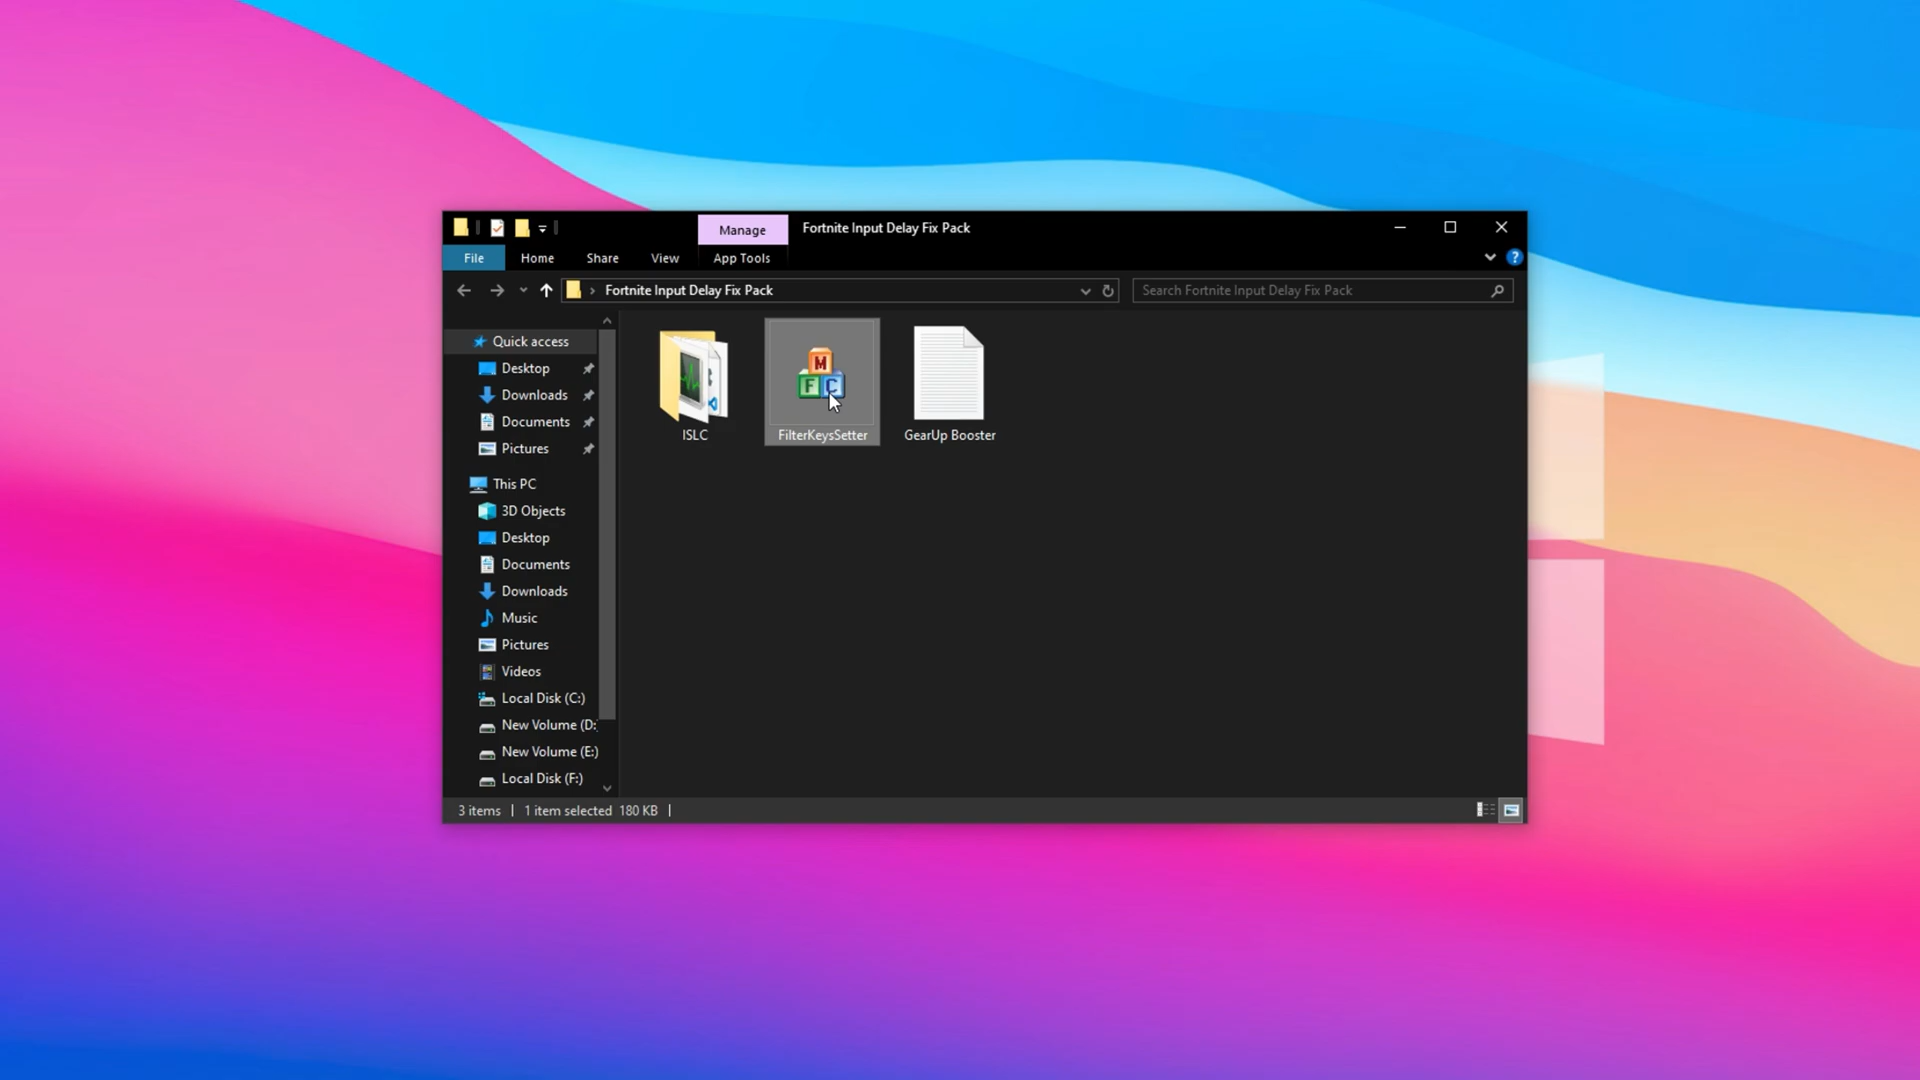 Manage
Fortnite Input Delay Fix Pack
File
Home
Share
View
App Tools
?
> Fortnite Input Delay Fix Pack
Search Fortnite Input Delay Fix Pack
Quick access
Desktop
Downloads
Documents
Pictures
This PC
3D Objects
Desktop
Documents
Downloads
Music
Pictures
Videos
Local Disk (C:)
New Volume (D:
New Volume (E:)
Local Disk (F:)
ISLC
M
F C
FilterKeysSetter
GearUp Booster
3 items
1 item selected 180 KB